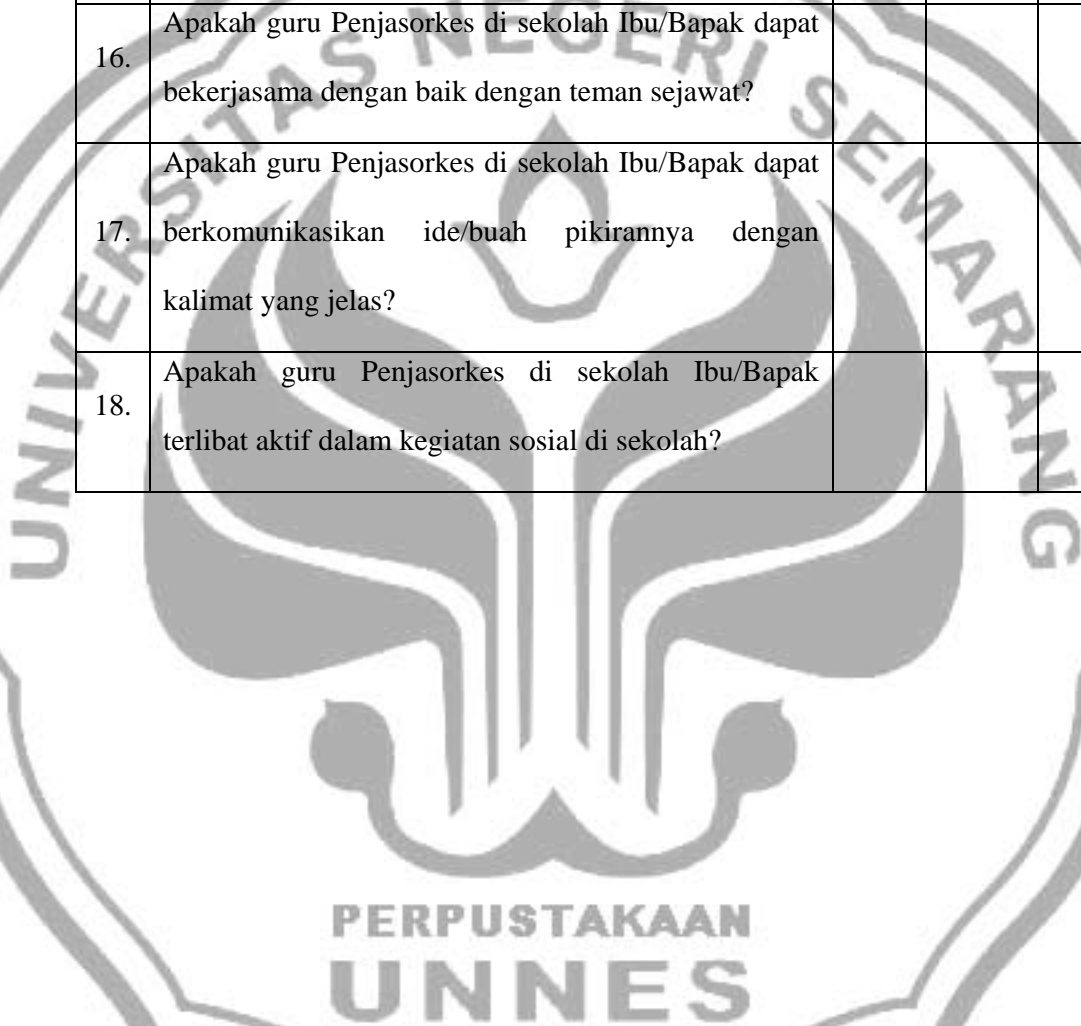 16. Apakah guru Penjasorkes di sekolah Ibu/Bapak dapat
bekerjasama dengan baik dengan teman sejawat?
17. Apakah guru Penjasorkes di sekolah Ibu/Bapak dapat
berkomunikasikan ide/buah pikirannya dengan
kalimat yang jelas?
18. Apakah guru Penjasorkes di sekolah Ibu/Bapak
terlibat aktif dalam kegiatan sosial di sekolah?
UNIVERSITAS NEGERI SEMARANG
PERPUSTAKAAN
UNNES